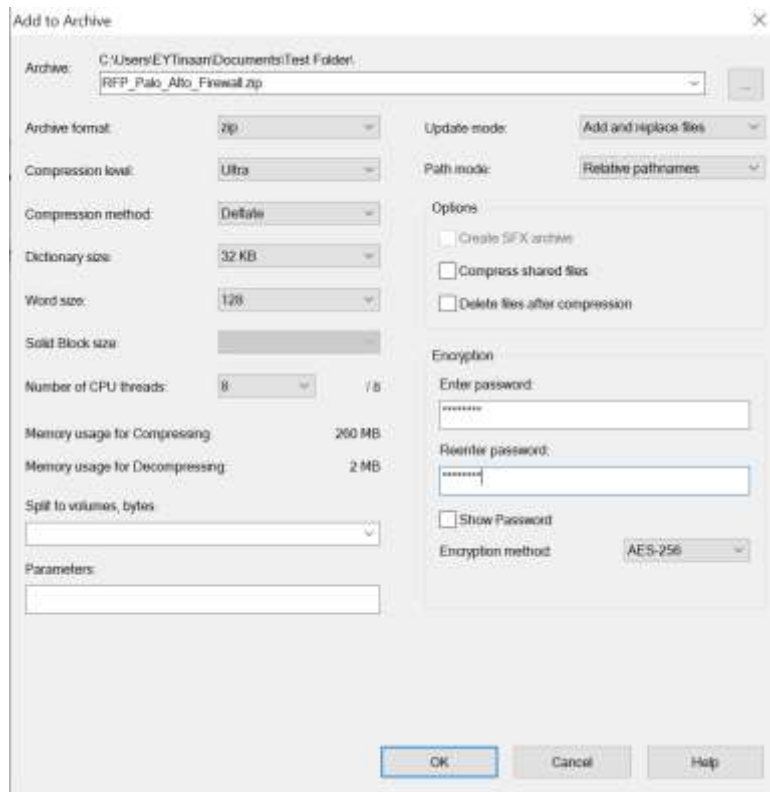 Add to Archive
Archive:
C:\Users\EYTinaan\Documents\Test Folder\
RFP_Palo_Alto_Firewall.zip
...
Archive format: zip
Update mode: Add and replace files
Compression level: Ultra
Path mode: Relative pathnames
Compression method: Deflate
Options
Create SFX archive
Dictionary size: 32 KB
Compress shared files
Word size: 128
Delete files after compression
Solid Block size:
Encryption
Number of CPU threads: 8 / 8
Enter password:
********
Memory usage for Compressing: 260 MB
Reenter password:
Memory usage for Decompressing: 2 MB
********
Split to volumes, bytes:
Show Password
Encryption method: AES-256
Parameters:
OK
Cancel
Help